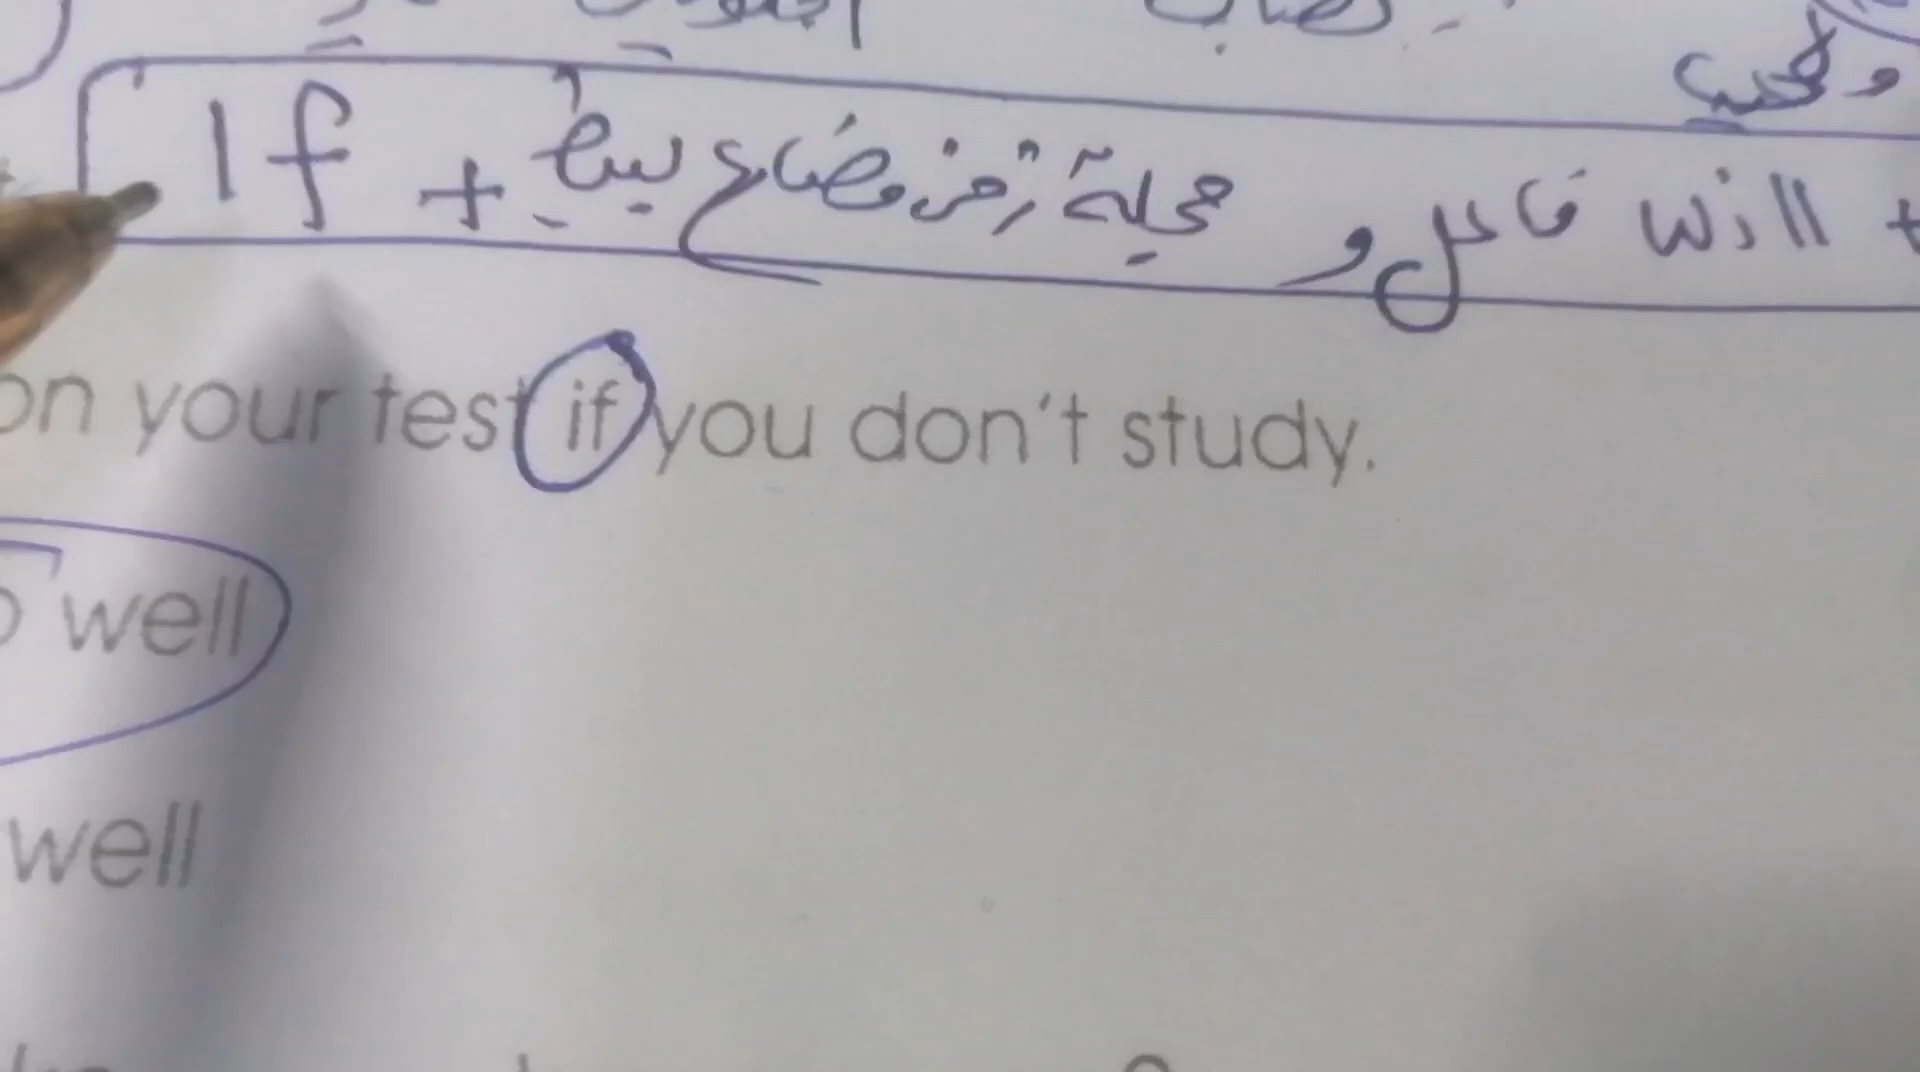 If + جملة زمن مضارع بسيط , فاعل will +
on your test if you don't study.
well
well